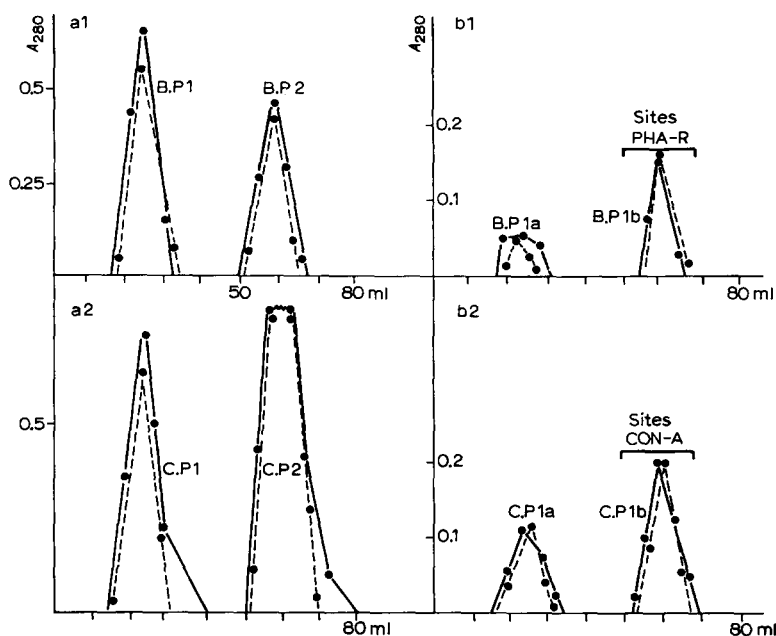 a1
A280
0.5
0.25
B.P1
B.P2
50
80 ml
b1
A280
0.2
0.1
Sites
PHA-R
B.P1a
B.P1b
80 ml
a2
0.5
C.P1
C.P2
80 ml
b2
0.2
0.1
Sites
CON-A
C.P1a
C.P1b
80 ml